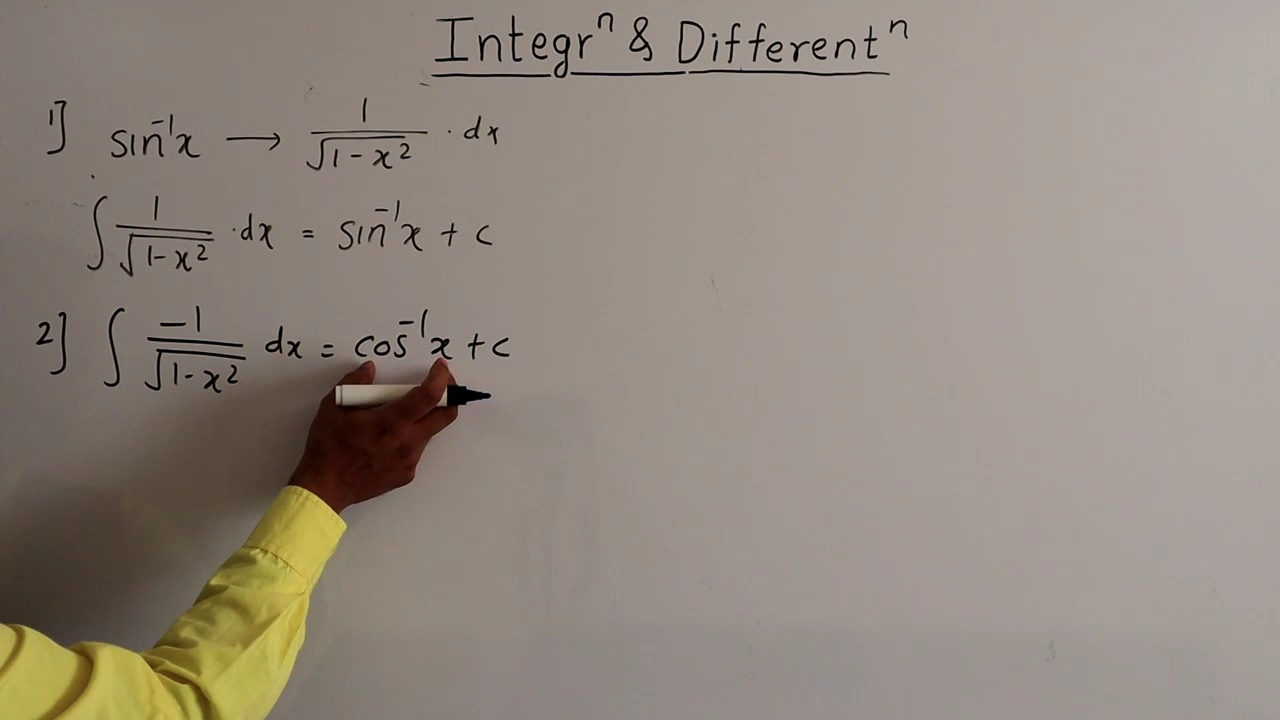 Integrⁿ & Differentⁿ
1] sin⁻¹x → 1/√(1-x²) · dx
∫ 1/√(1-x²) · dx = sin⁻¹x + c
2] ∫ -1/√(1-x²) dx = cos⁻¹x + c